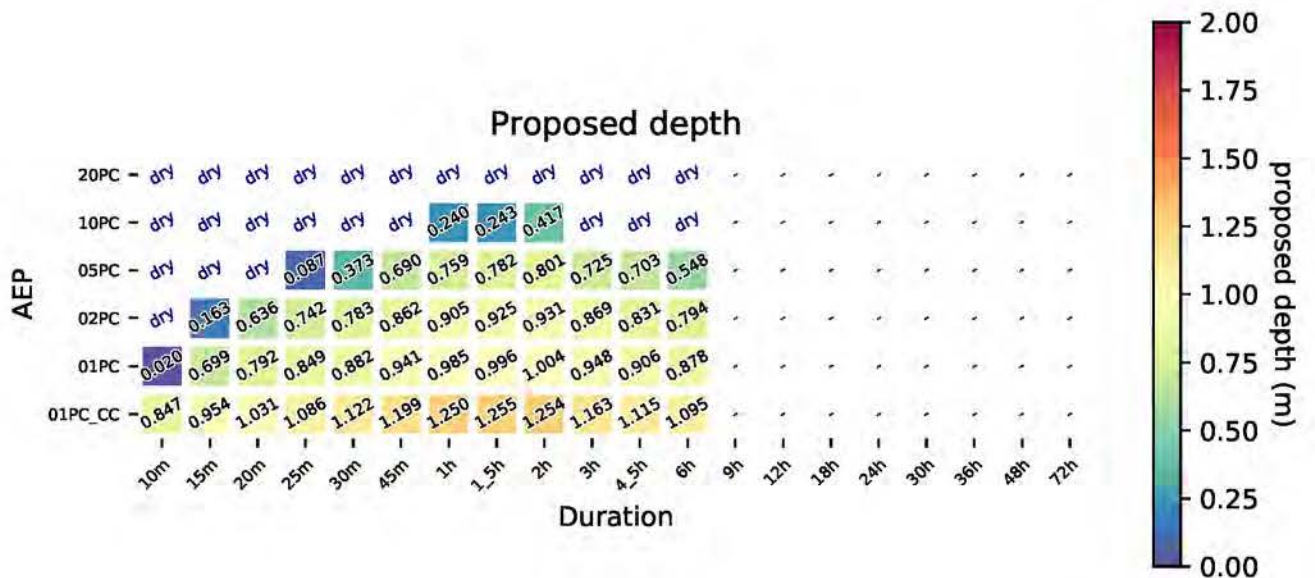 Proposed depth
20PC dry dry dry dry dry dry dry dry dry dry dry dry - - - - - - - -
10PC dry dry dry dry dry dry 0.240 0.243 0.417 dry dry dry - - - - - - - -
05PC dry dry dry 0.087 0.373 0.690 0.759 0.782 0.801 0.725 0.703 0.548 - - - - - - - -
02PC dry 0.163 0.636 0.742 0.783 0.862 0.905 0.925 0.931 0.869 0.831 0.794 - - - - - - - -
01PC 0.020 0.699 0.792 0.849 0.882 0.941 0.985 0.996 1.004 0.948 0.906 0.878 - - - - - - - -
01PC_CC 0.847 0.954 1.031 1.086 1.122 1.199 1.250 1.255 1.254 1.163 1.115 1.095 - - - - - - - -
10m 15m 20m 25m 30m 45m 1h 1_5h 2h 3h 4_5h 6h 9h 12h 18h 24h 30h 36h 48h 72h
Duration
AEP
2.00
1.75
1.50
1.25
1.00
0.75
0.50
0.25
0.00
proposed depth (m)